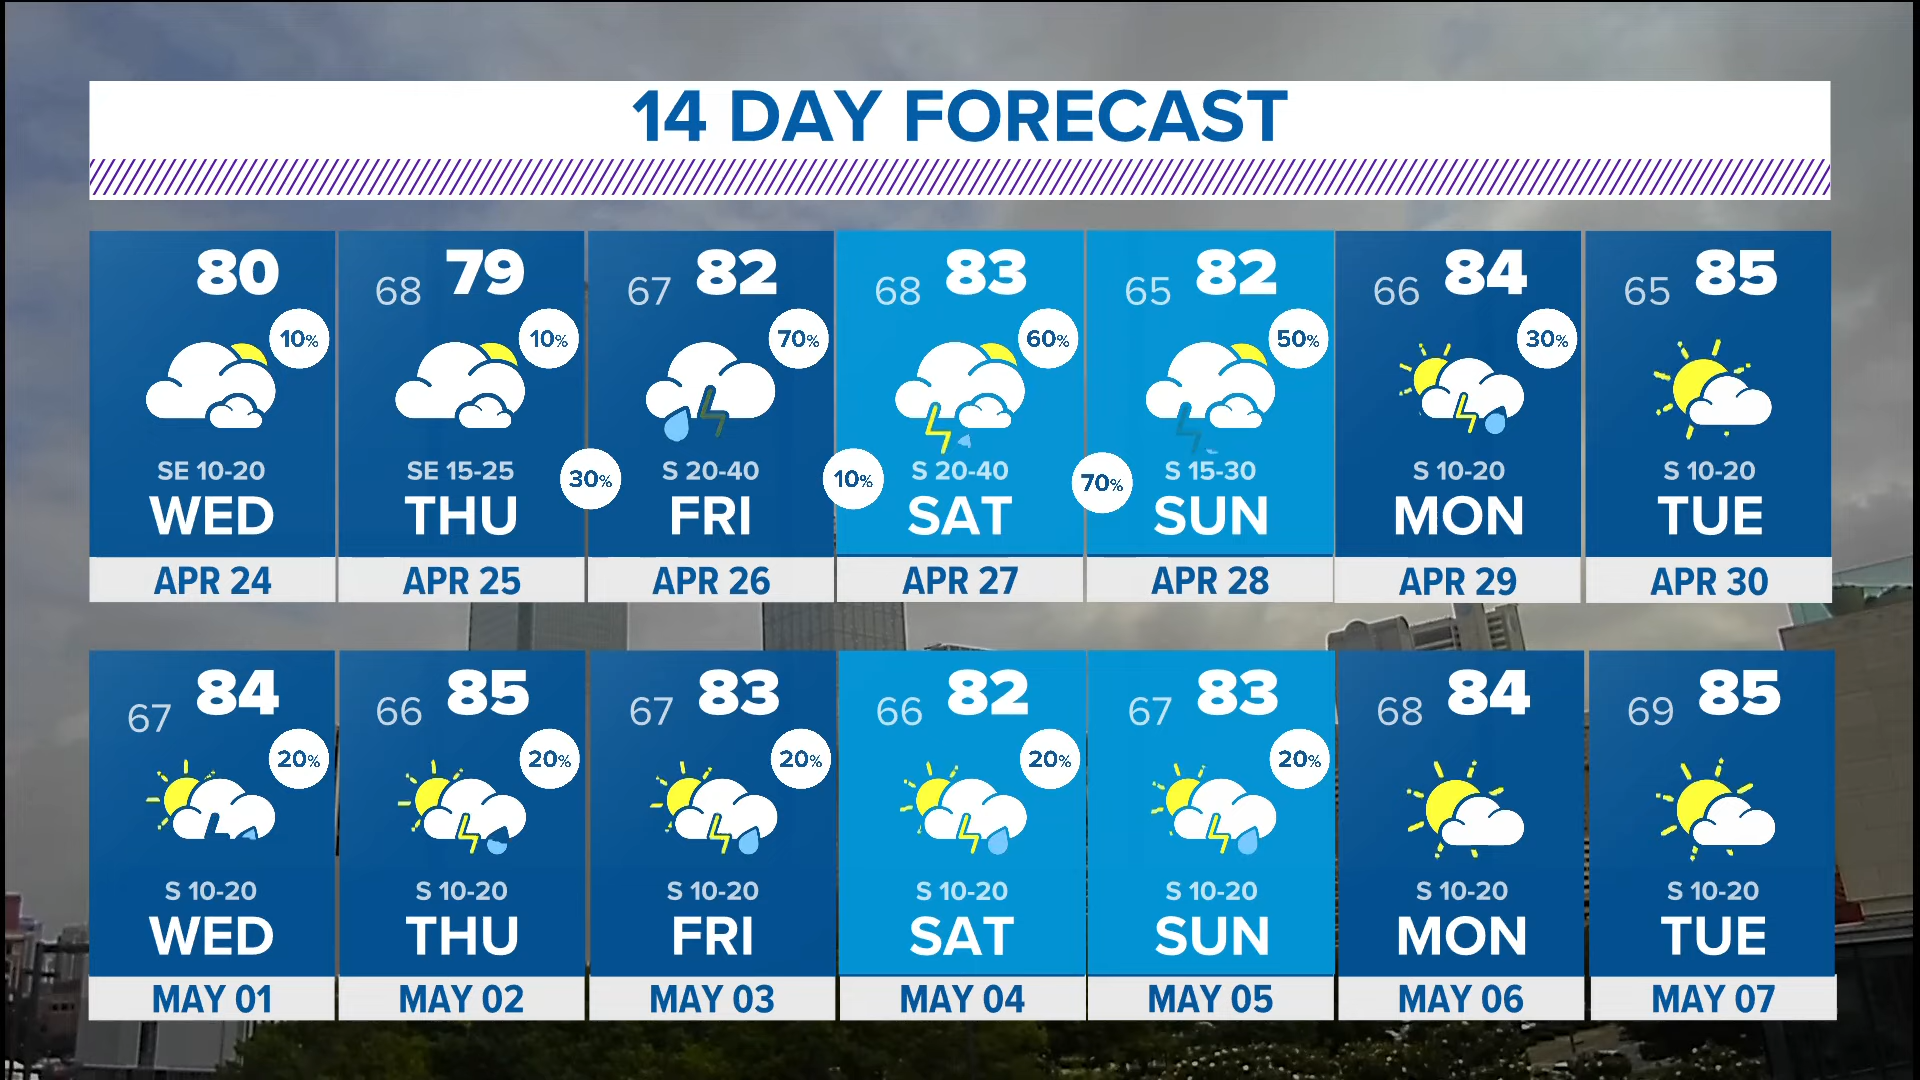 14 DAY FORECAST
80
10%
SE 10-20
WED
APR 24
68 79
10%
SE 15-25
THU
APR 25
30%
67 82
70%
S 20-40
FRI
APR 26
10%
68 83
60%
S 20-40
SAT
APR 27
70%
65 82
50%
S 15-30
SUN
APR 28
66 84
30%
S 10-20
MON
APR 29
65 85
S 10-20
TUE
APR 30
67 84
20%
S 10-20
WED
MAY 01
66 85
20%
S 10-20
THU
MAY 02
67 83
20%
S 10-20
FRI
MAY 03
66 82
20%
S 10-20
SAT
MAY 04
67 83
20%
S 10-20
SUN
MAY 05
68 84
S 10-20
MON
MAY 06
69 85
S 10-20
TUE
MAY 07